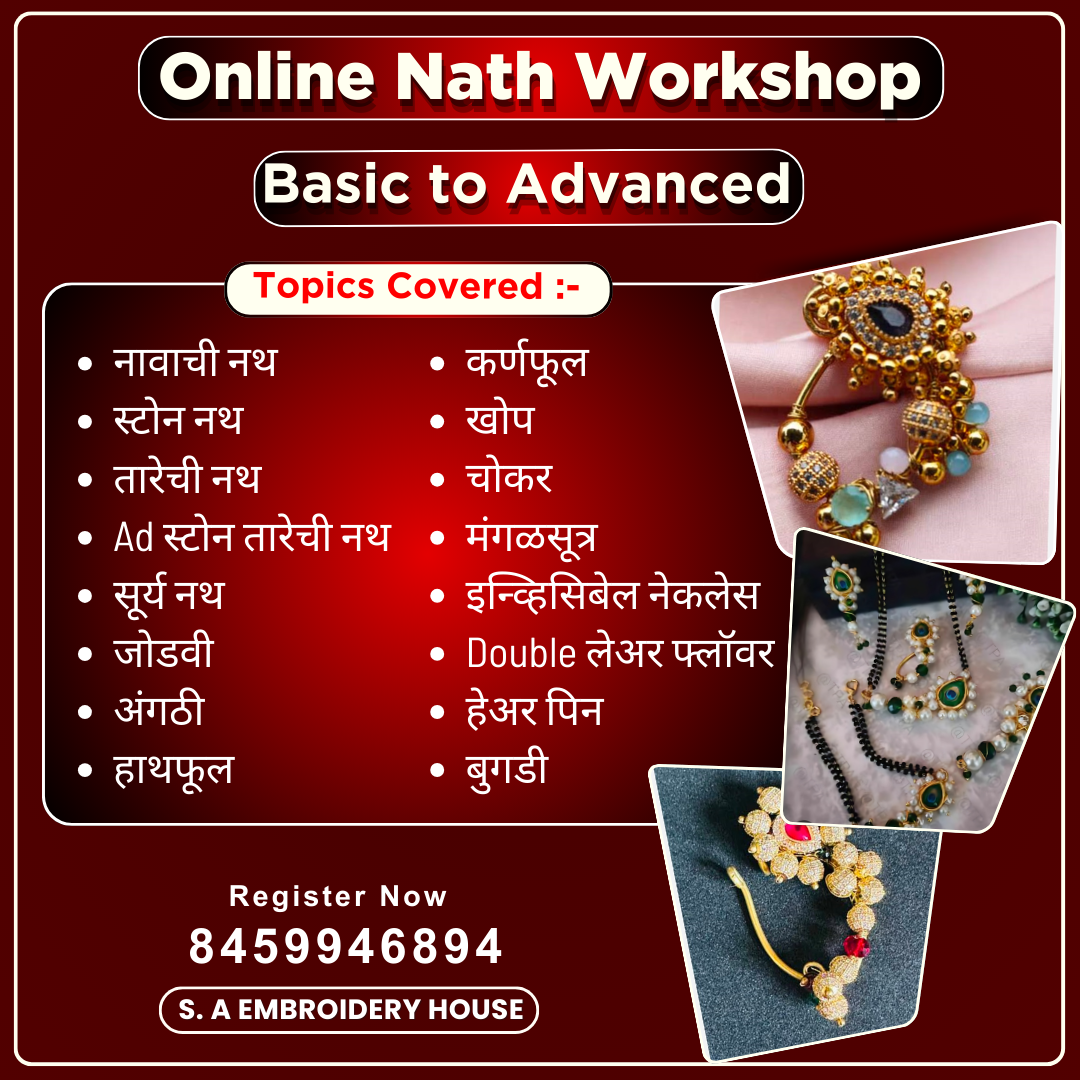 Online Nath Workshop
Basic to Advanced
Topics Covered :-
• नावाची नथ
• स्टोन नथ
• तारेची नथ
• Ad स्टोन तारेची नथ
• सूर्य नथ
• जोडवी
• अंगठी
• हाथफूल
• कर्णफूल
• खोप
• चोकर
• मंगळसूत्र
• इन्व्हिसिबेल नेकलेस
• Double लेअर फ्लॉवर
• हेअर पिन
• बुगडी
Register Now
8459946894
S. A EMBROIDERY HOUSE